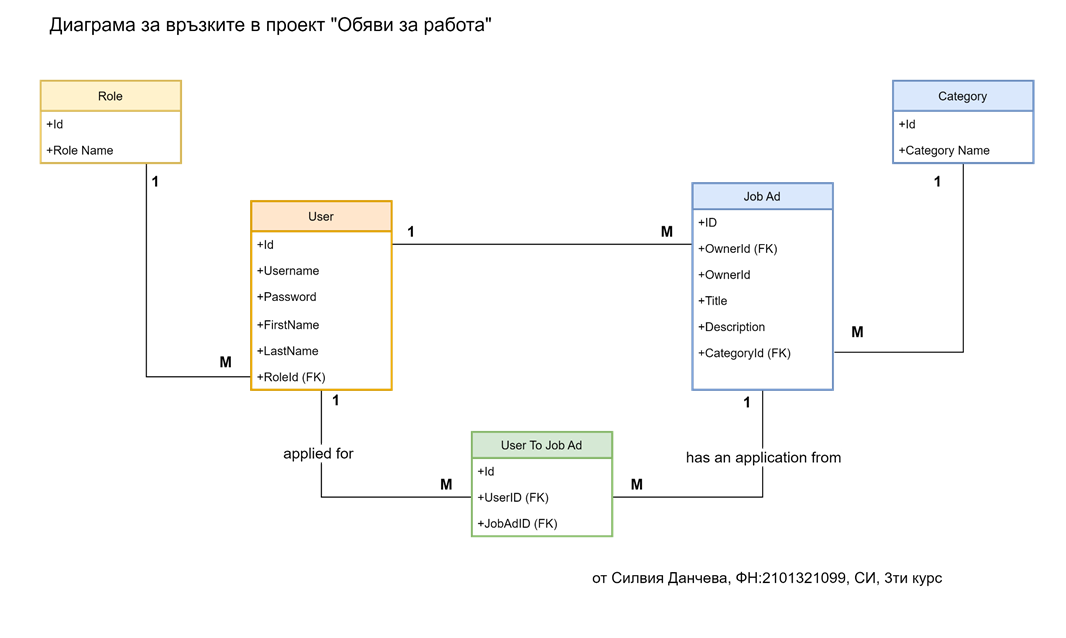 Диаграма за връзките в проект "Обяви за работа"
Role
+Id
+Role Name
1
Category
+Id
+Category Name
1
User
+Id
+Username
+Password
+FirstName
+LastName
+RoleId (FK)
1
M
M
1
Job Ad
+ID
+OwnerId (FK)
+OwnerId
+Title
+Description
+CategoryId (FK)
M
1
applied for
M
User To Job Ad
+Id
+UserID (FK)
+JobAdID (FK)
M
has an application from
от Силвия Данчева, ФН:2101321099, СИ, 3ти курс